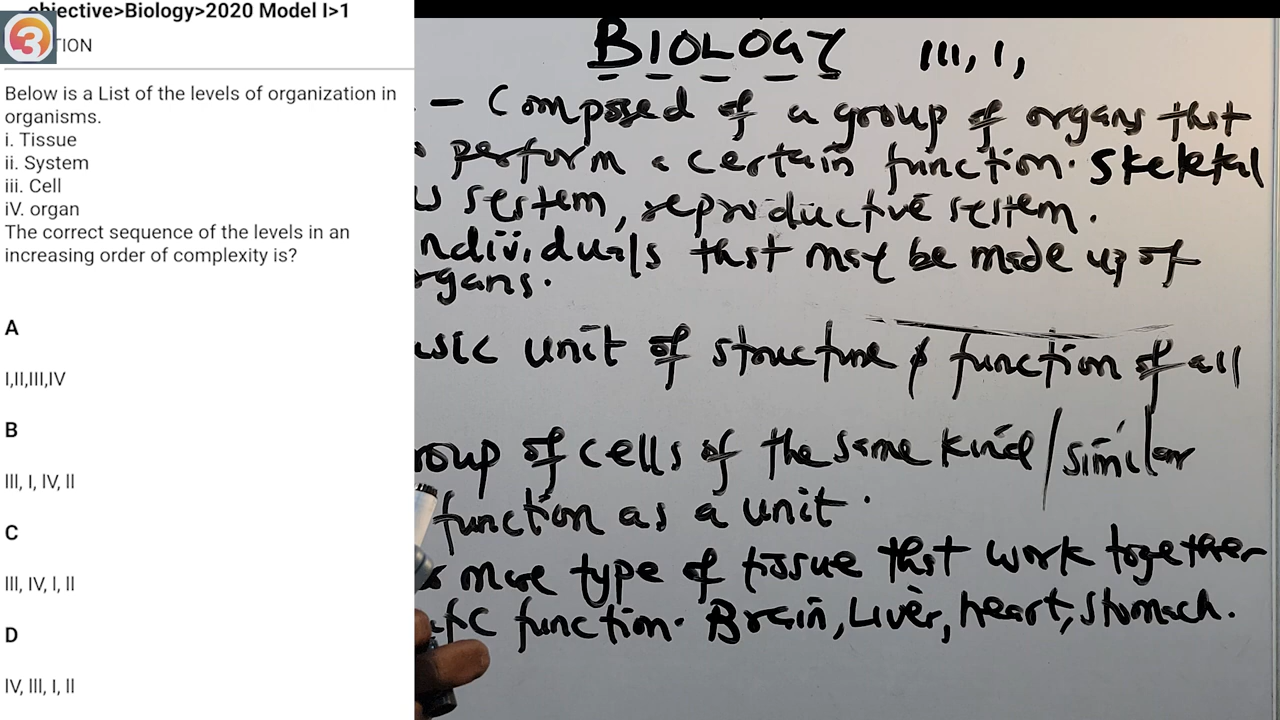 objective>Biology>2020 Model I>1
TION
Below is a List of the levels of organization in
organisms.
i. Tissue
ii. System
iii. Cell
iV. organ
The correct sequence of the levels in an
increasing order of complexity is?
A
I,II,III,IV
B
III, I, IV, II
C
III, IV, I, II
D
IV, III, I, II
BIOLOGY III, I,
- Composed of a group of organs that
perform a certain function. Skeletal
system, reproductive system.
ndividuals that may be made up of
rgans.
unit of structure & function of all
roup of cells of the same kind/similar
function as a unit.
more type of tissue that work together
function. Brain, Liver, heart, stomach.